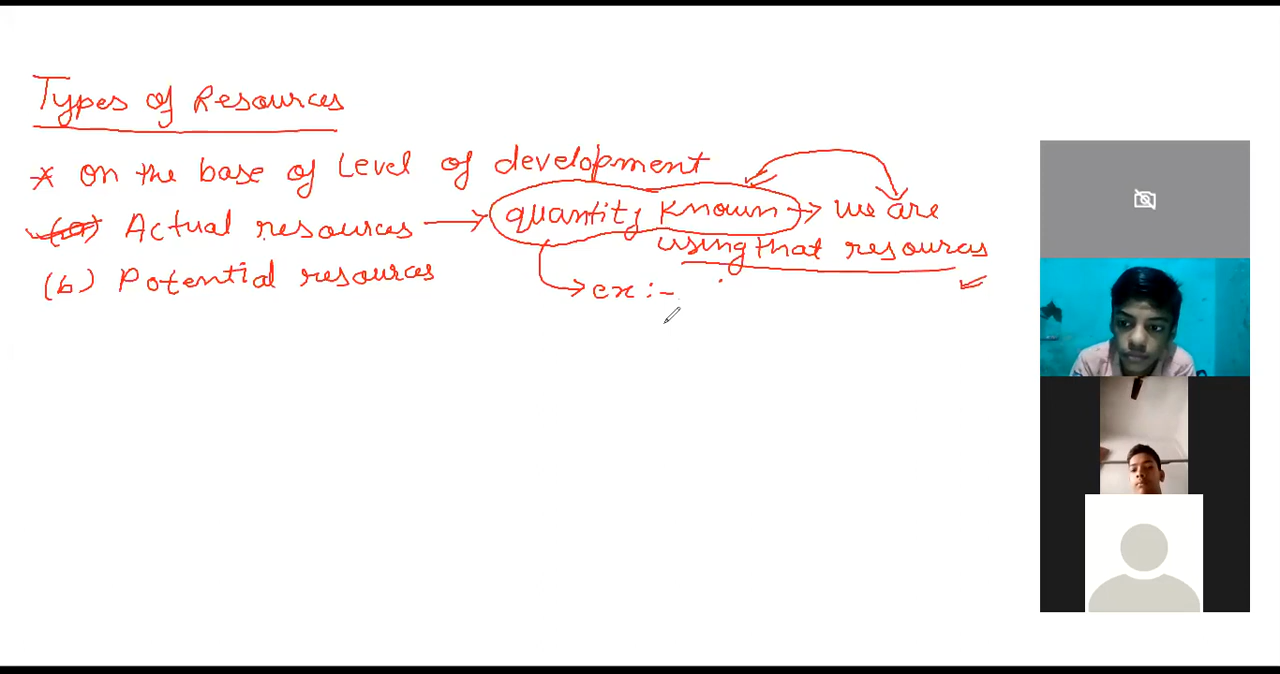 Types of Resources
* on the base of Level of development
(a) Actual resources → quantity known → we are
using that resources
(b) Potential resources
→ ex :-